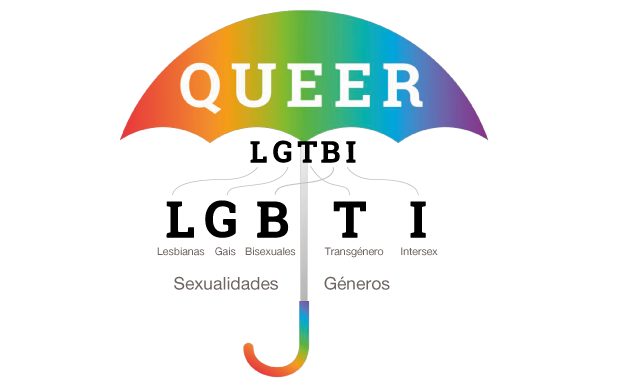 QUEER
LGTBI
L G B T I
Lesbianas Gais Bisexuales Transgénero Intersex
Sexualidades Géneros